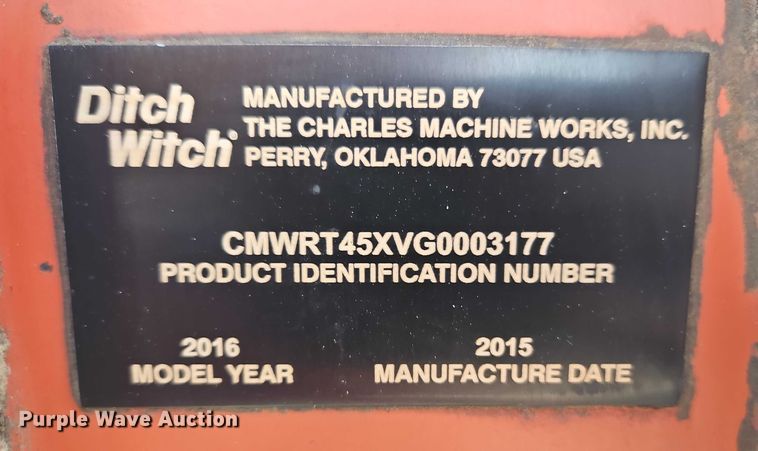 Ditch Witch®
MANUFACTURED BY
THE CHARLES MACHINE WORKS, INC.
PERRY, OKLAHOMA 73077 USA
CMWRT45XVG0003177
PRODUCT IDENTIFICATION NUMBER
2016
MODEL YEAR
2015
MANUFACTURE DATE
Purple Wave Auction